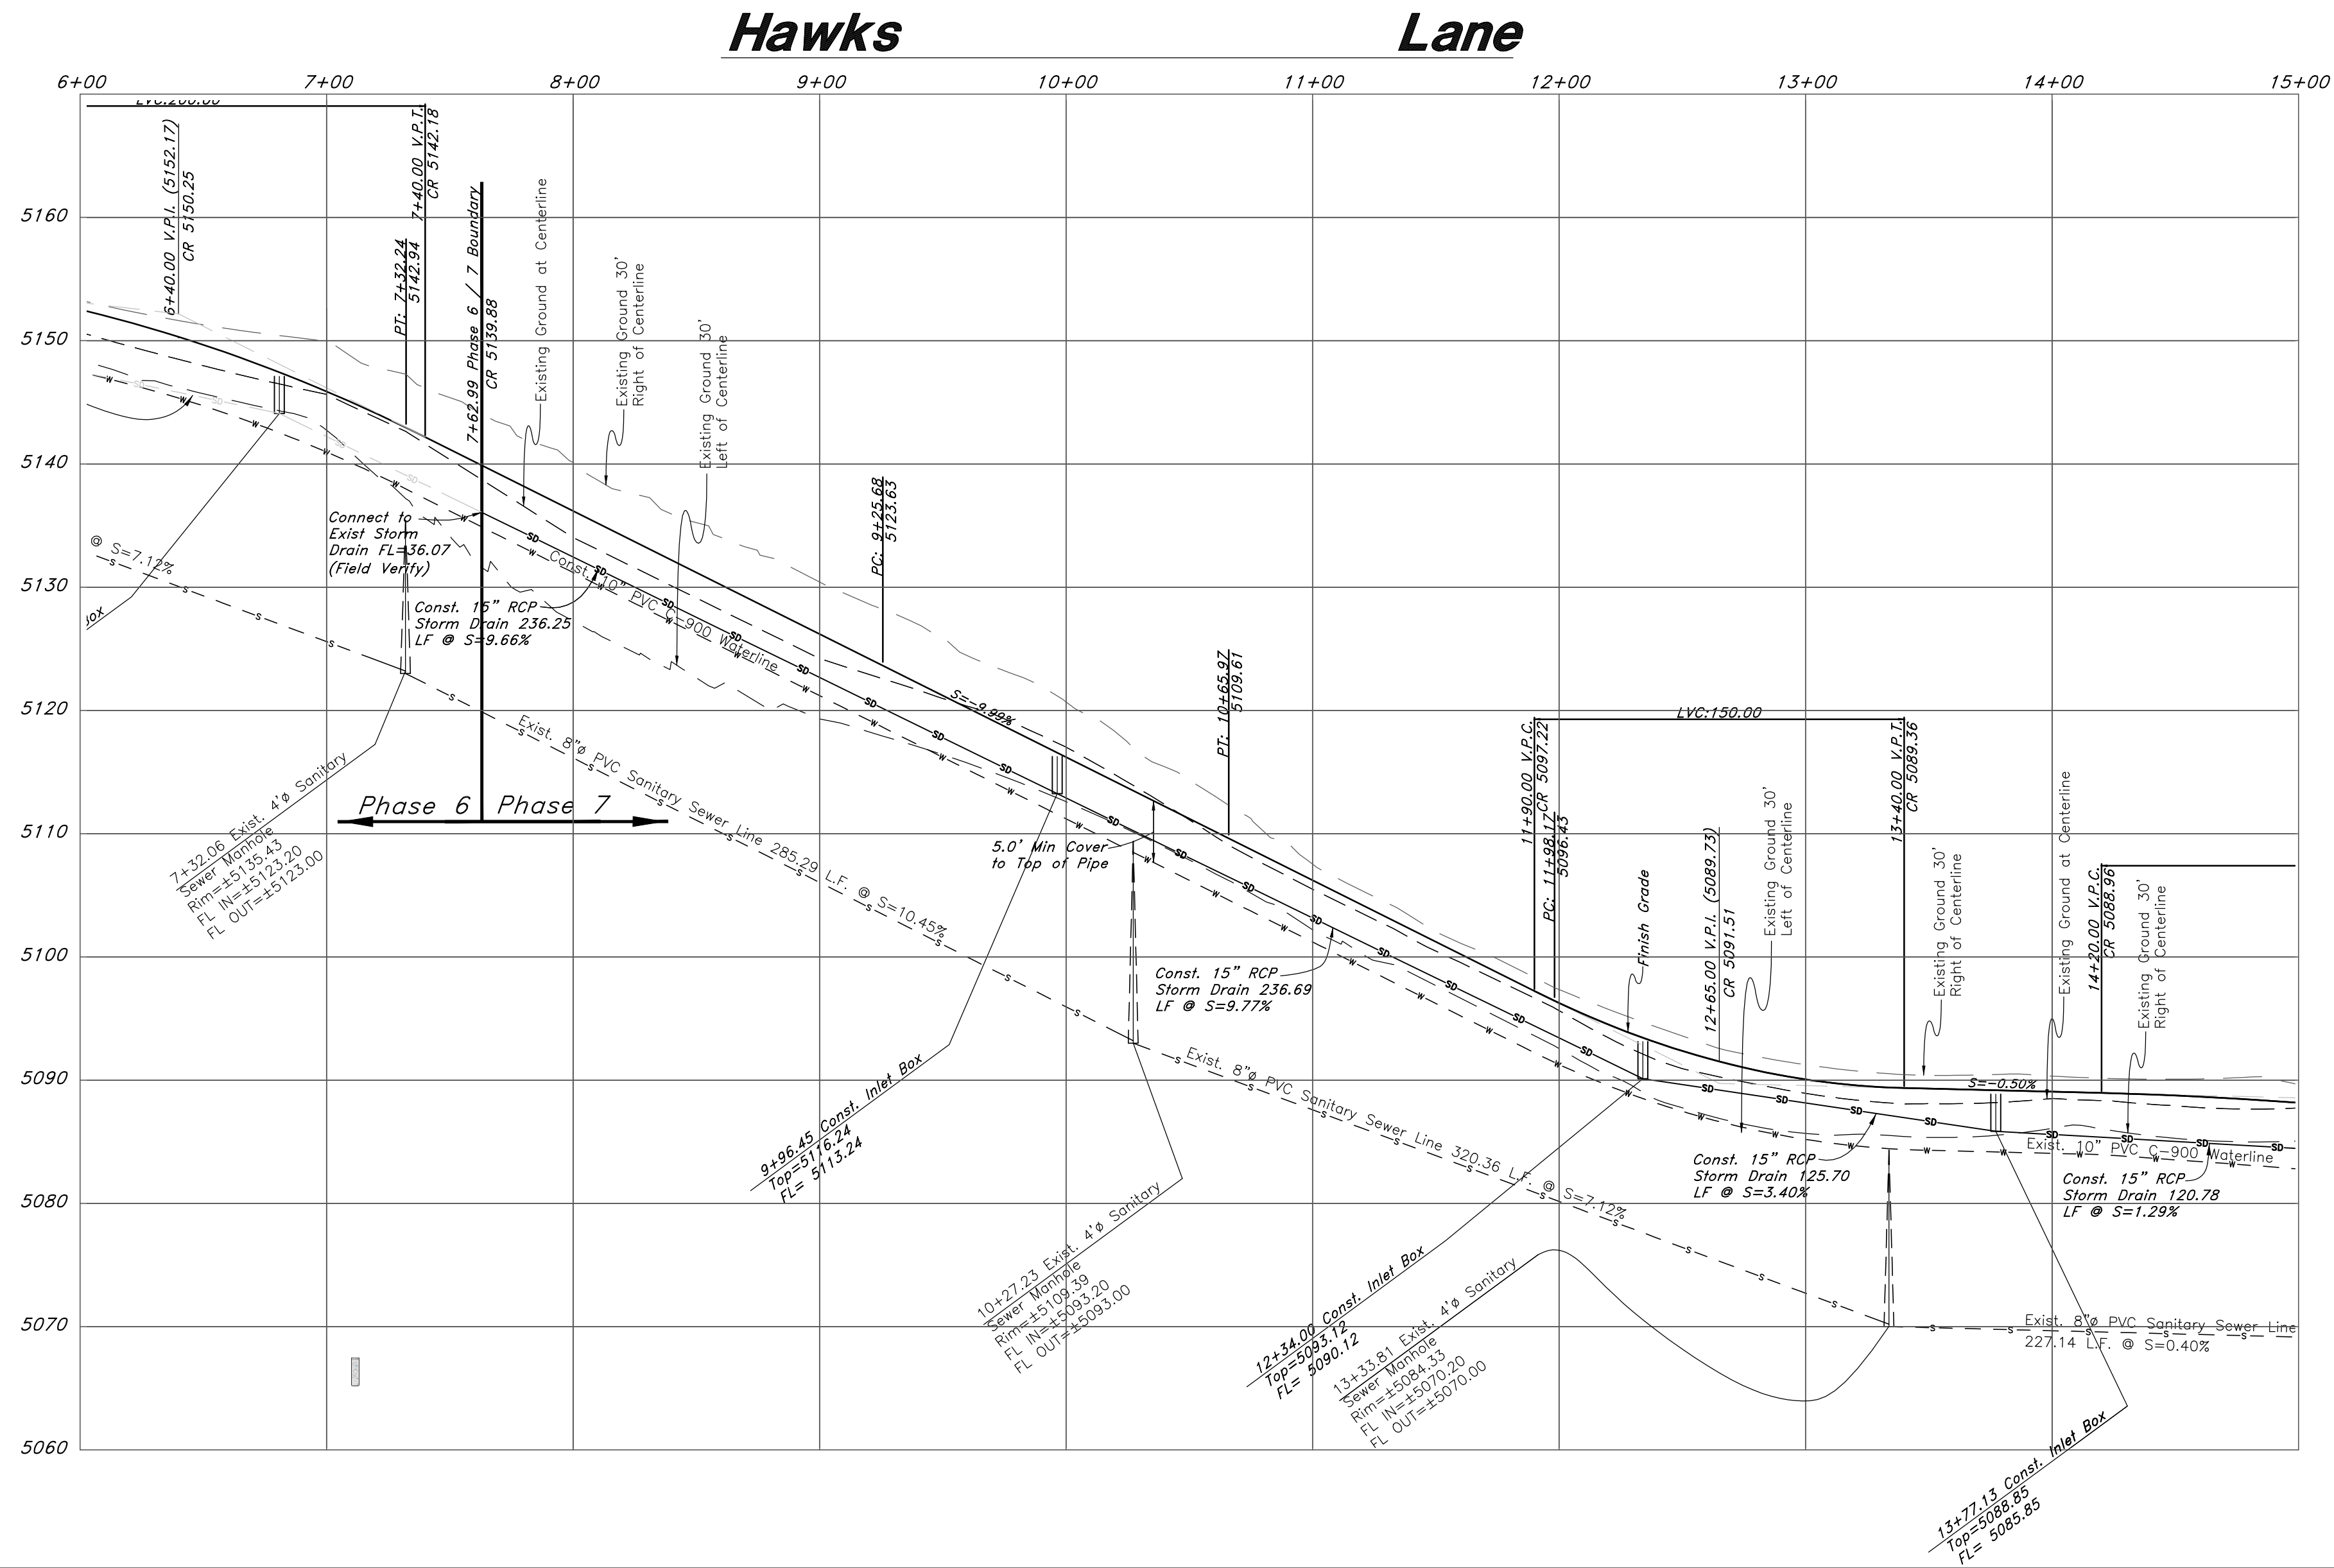 Hawks Lane
6+00 7+00 8+00 9+00 10+00 11+00 12+00 13+00 14+00 15+00
5160
5150
5140
5130
5120
5110
5100
5090
5080
5070
5060
LVC:200.00
6+40.00 V.P.I. (5152.17)
CR 5150.25
PT: 7+32.24
5142.94
7+40.00 V.P.T.
CR 5142.18
7+62.99 Phase 6 / 7 Boundary
CR 5139.88
Existing Ground at Centerline
Existing Ground 30'
Right of Centerline
Existing Ground 30'
Left of Centerline
PC: 9+25.68
5123.63
@ S=7.12%
Connect to
Exist Storm
Drain FL=36.07
(Field Verify)
Const. 15" RCP
Storm Drain 236.25
LF @ S=9.66%
Const. 10" PVC C-900 Waterline
S=-9.99%
PT: 10+65.97
5109.61
Exist. 8"ø PVC Sanitary Sewer Line 285.29 L.F. @ S=10.45%
Phase 6
Phase 7
7+32.06 Exist. 4'ø Sanitary
Sewer Manhole
Rim=±5135.43
FL IN=±5123.20
FL OUT=±5123.00
5.0' Min Cover
to Top of Pipe
9+96.45 Const. Inlet Box
Top=5116.24
FL= 5113.24
Const. 15" RCP
Storm Drain 236.69
LF @ S=9.77%
Exist. 8"ø PVC Sanitary Sewer Line 320.36 L.F. @ S=7.12%
10+27.23 Exist. 4'ø Sanitary
Sewer Manhole
Rim=±5109.39
FL IN=±5093.20
FL OUT=±5093.00
LVC:150.00
11+90.00 V.P.C.
CR 5097.22
PC: 11+98.17
5096.43
Finish Grade
12+65.00 V.P.I. (5089.73)
CR 5091.51
Existing Ground 30'
Left of Centerline
13+40.00 V.P.T.
CR 5089.36
Existing Ground 30'
Right of Centerline
Existing Ground at Centerline
14+20.00 V.P.C.
CR 5088.96
Existing Ground 30'
Right of Centerline
S=-0.50%
12+34.00 Const. Inlet Box
Top=5093.12
FL= 5090.12
13+33.81 Exist. 4'ø Sanitary
Sewer Manhole
Rim=±5084.33
FL IN=±5070.20
FL OUT=±5070.00
Const. 15" RCP
Storm Drain 125.70
LF @ S=3.40%
Exist. 10" PVC C-900 Waterline
Const. 15" RCP
Storm Drain 120.78
LF @ S=1.29%
Exist. 8"ø PVC Sanitary Sewer Line
227.14 L.F. @ S=0.40%
13+77.13 Const. Inlet Box
Top=5088.85
FL= 5085.85